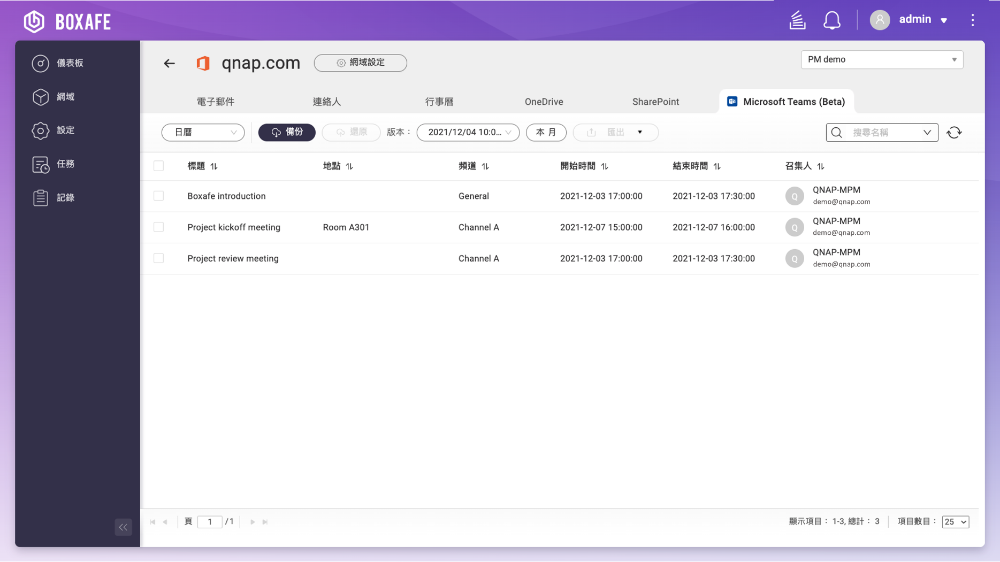 BOXAFE
admin
儀表板
網域
設定
任務
記錄
qnap.com
網域設定
PM demo
電子郵件
連絡人
行事曆
OneDrive
SharePoint
Microsoft Teams (Beta)
日曆
備份
還原
版本：
2021/12/04 10:0...
本 月
匯出
搜尋名稱
標題 地點 頻道 開始時間 結束時間 召集人
Boxafe introduction General 2021-12-03 17:00:00 2021-12-03 17:30:00 Q QNAP-MPM
demo@qnap.com
Project kickoff meeting Room A301 Channel A 2021-12-07 15:00:00 2021-12-07 16:00:00 Q QNAP-MPM
demo@qnap.com
Project review meeting Channel A 2021-12-03 17:00:00 2021-12-03 17:30:00 Q QNAP-MPM
demo@qnap.com
頁 1 /1
顯示項目： 1-3, 總計： 3
項目數目： 25